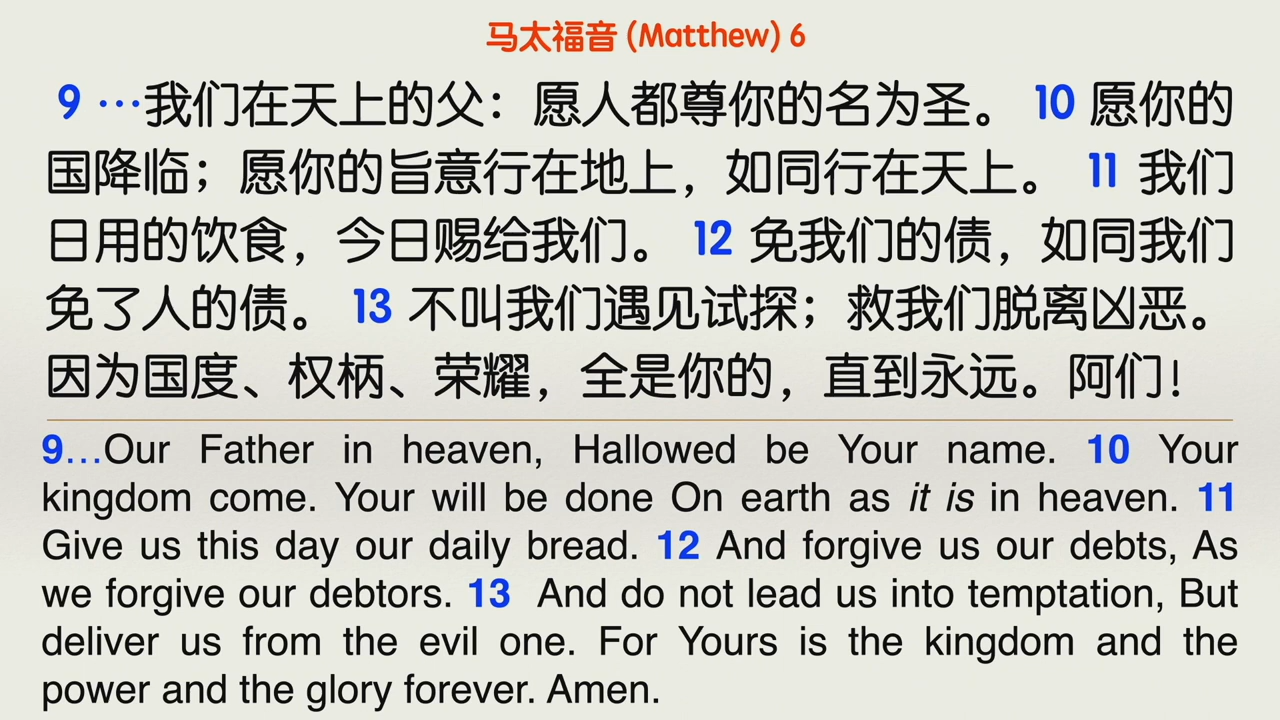 马太福音 (Matthew) 6
9 …我们在天上的父：愿人都尊你的名为圣。 10 愿你的
国降临；愿你的旨意行在地上，如同行在天上。 11 我们
日用的饮食，今日赐给我们。 12 免我们的债，如同我们
免了人的债。 13 不叫我们遇见试探；救我们脱离凶恶。
因为国度、权柄、荣耀，全是你的，直到永远。阿们！
9…Our Father in heaven, Hallowed be Your name. 10 Your
kingdom come. Your will be done On earth as it is in heaven. 11
Give us this day our daily bread. 12 And forgive us our debts, As
we forgive our debtors. 13 And do not lead us into temptation, But
deliver us from the evil one. For Yours is the kingdom and the
power and the glory forever. Amen.